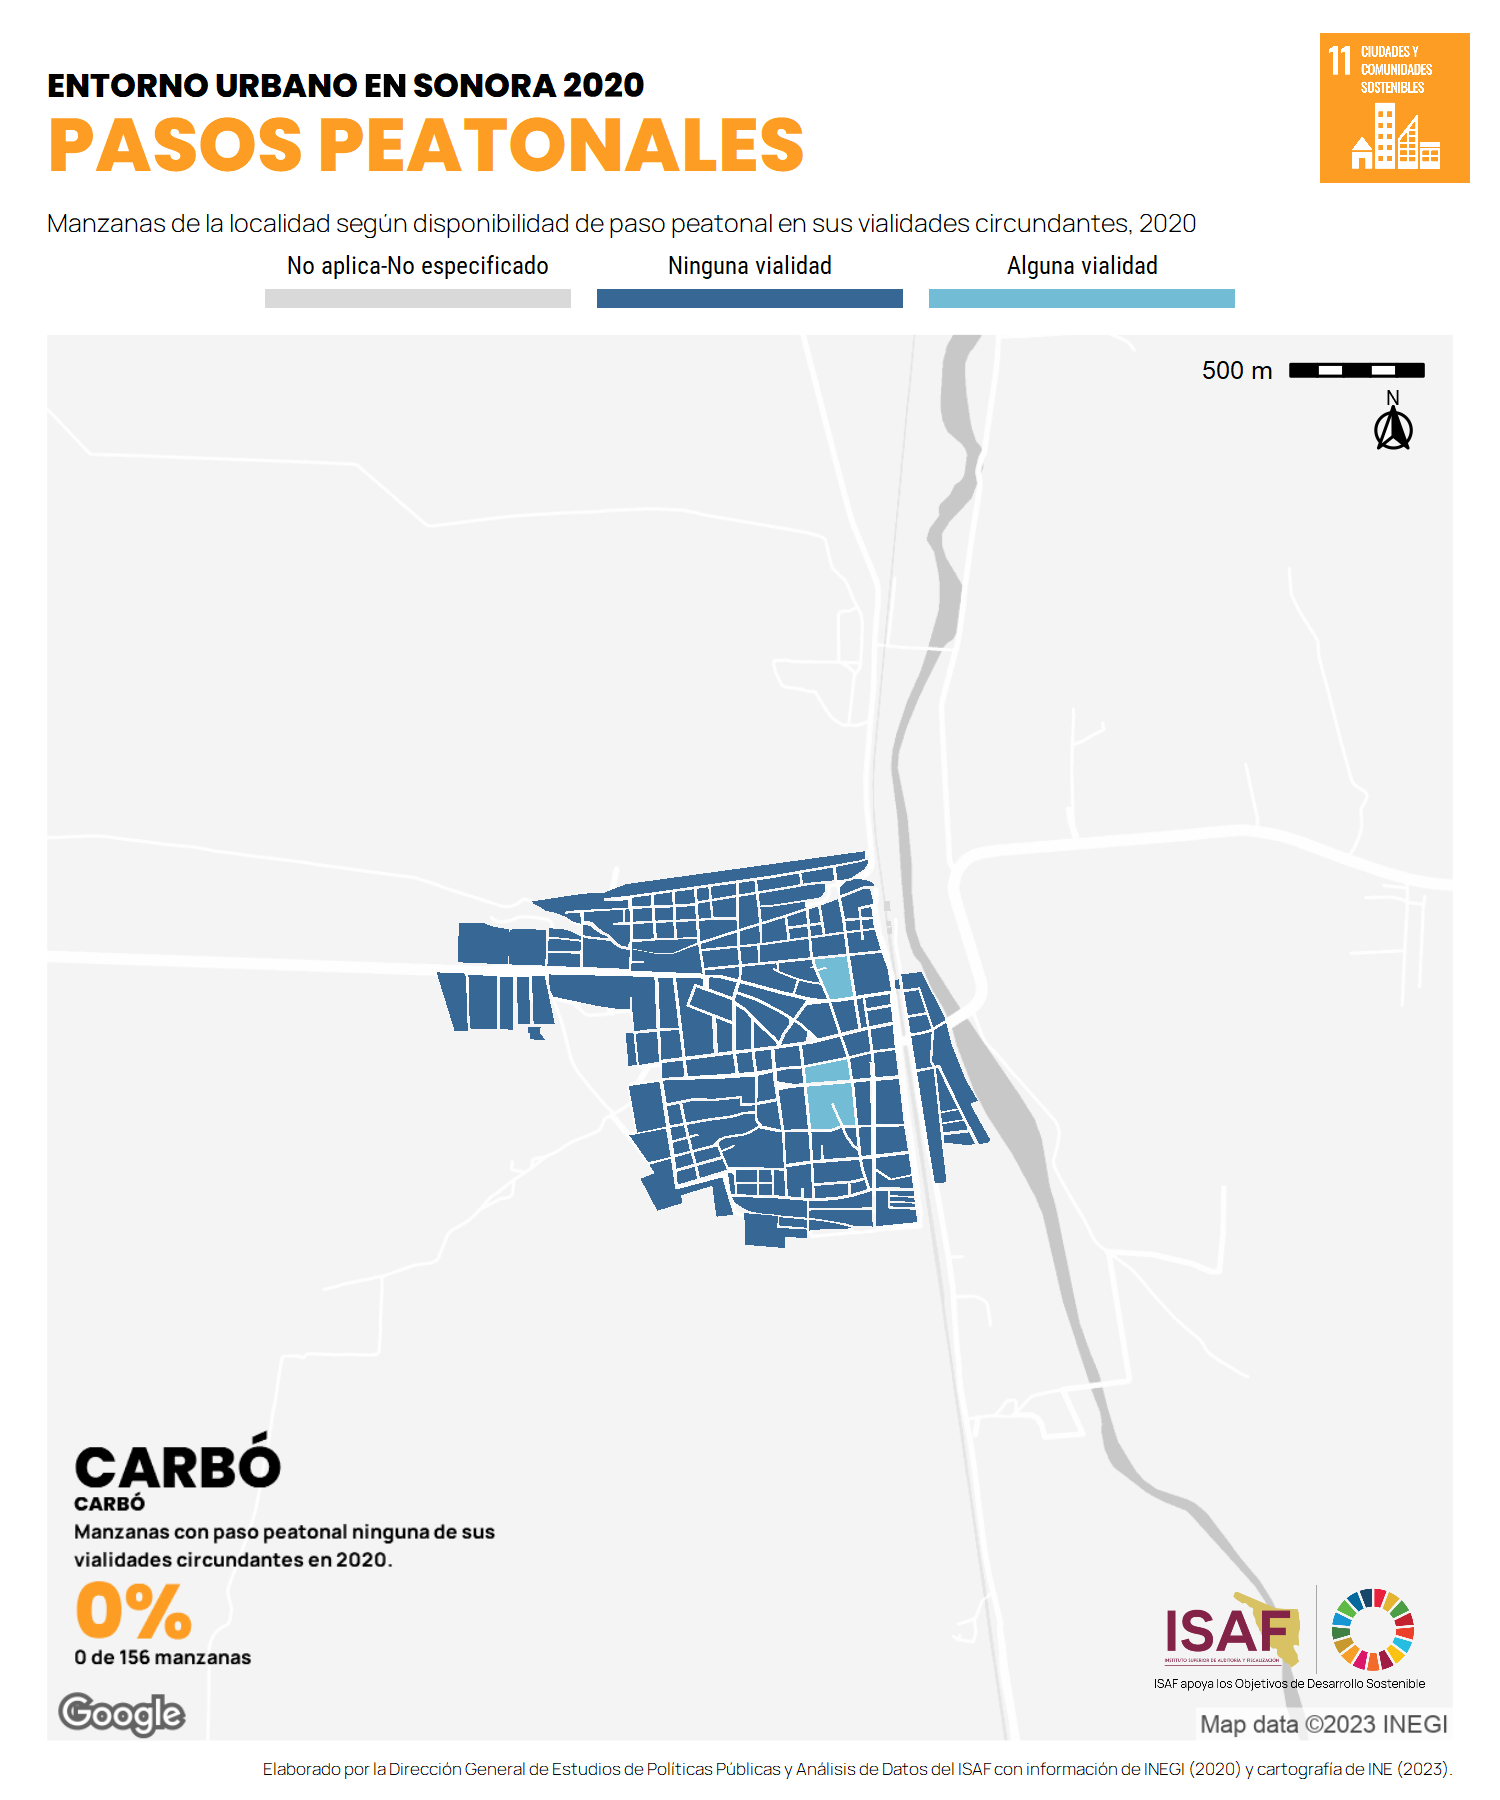 ENTORNO URBANO EN SONORA 2020
PASOS PEATONALES
11 CIUDADES Y
COMUNIDADES
SOSTENIBLES
Manzanas de la localidad según disponibilidad de paso peatonal en sus vialidades circundantes, 2020
No aplica-No especificado
Ninguna vialidad
Alguna vialidad
500 m
N
CARBÓ
CARBÓ
Manzanas con paso peatonal ninguna de sus
vialidades circundantes en 2020.
0%
0 de 156 manzanas
ISAF
INSTITUTO SUPERIOR DE AUDITORÍA Y FISCALIZACIÓN
ISAF apoya los Objetivos de Desarrollo Sostenible
Google
Map data ©2023 INEGI
Elaborado por la Dirección General de Estudios de Políticas Públicas y Análisis de Datos del ISAF con información de INEGI (2020) y cartografía de INE (2023).